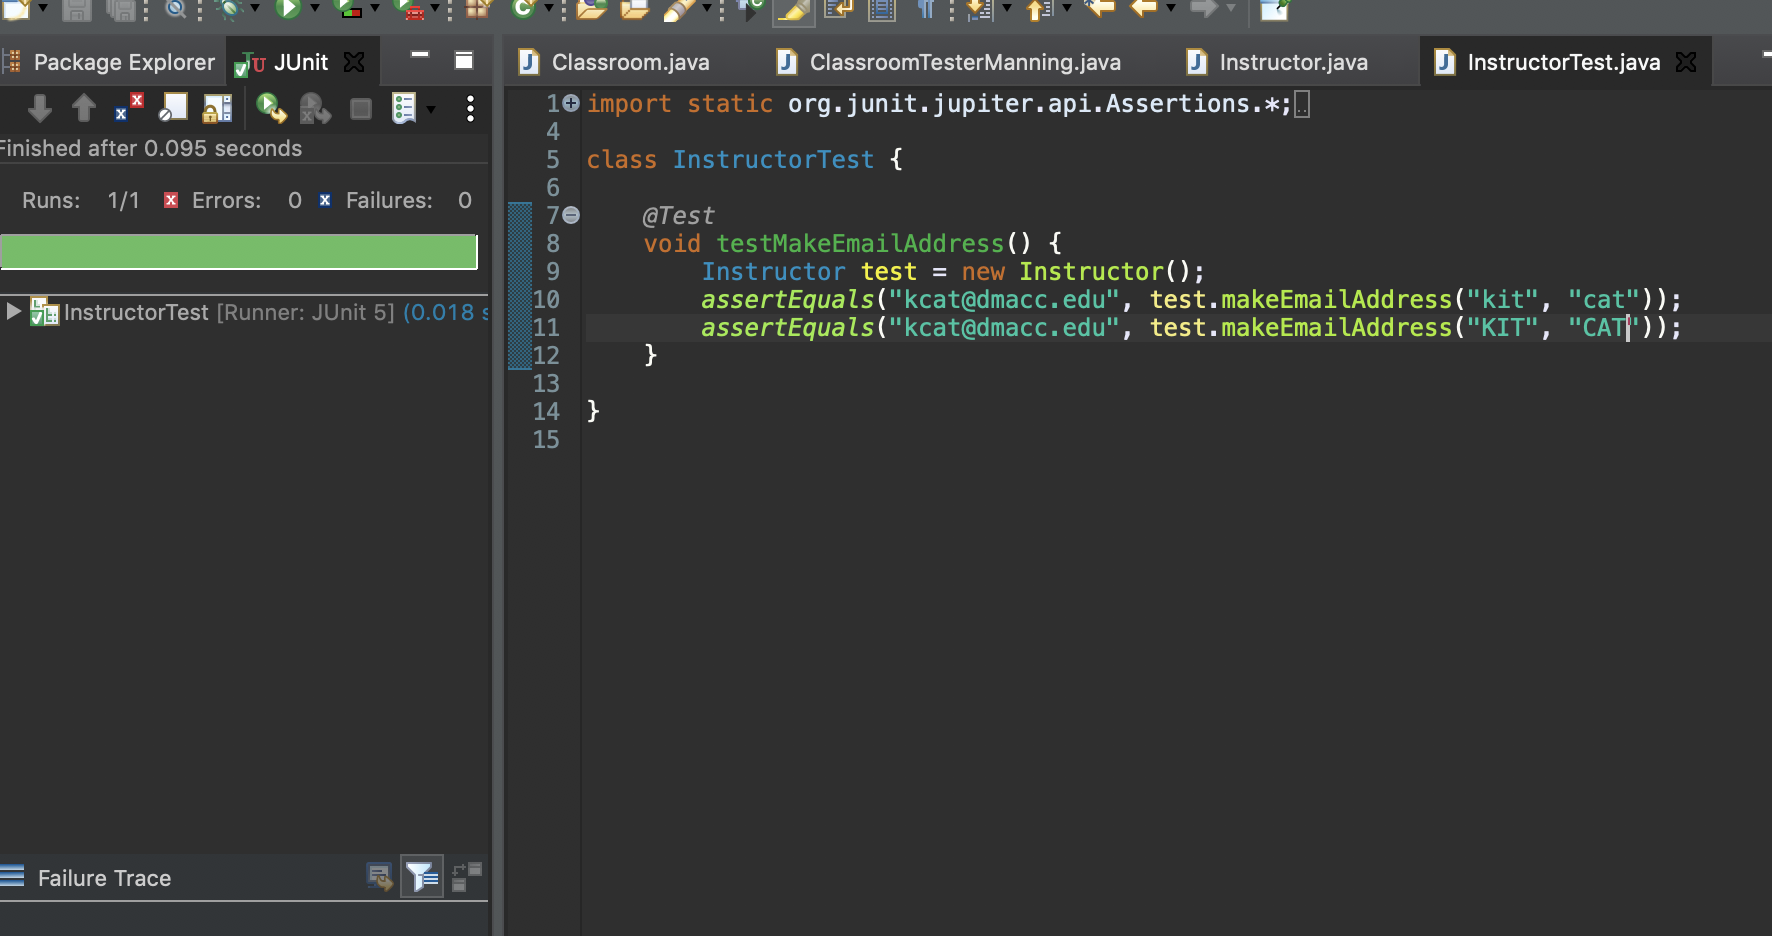 Package Explorer
JUnit
Classroom.java
ClassroomTesterManning.java
Instructor.java
InstructorTest.java
Finished after 0.095 seconds
Runs: 1/1 Errors: 0 Failures: 0
InstructorTest [Runner: JUnit 5] (0.018 s
Failure Trace
1 import static org.junit.jupiter.api.Assertions.*;
4
5 class InstructorTest {
6
7 @Test
8 void testMakeEmailAddress() {
9 Instructor test = new Instructor();
10 assertEquals("kcat@dmacc.edu", test.makeEmailAddress("kit", "cat"));
11 assertEquals("kcat@dmacc.edu", test.makeEmailAddress("KIT", "CAT"));
12 }
13
14 }
15